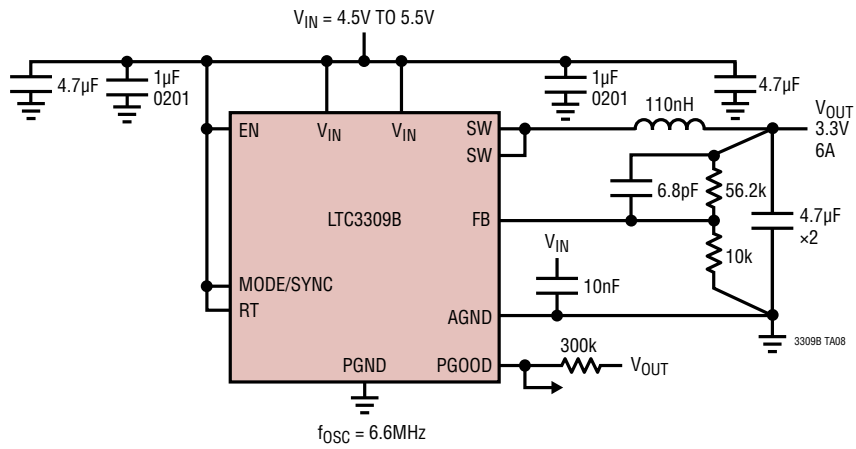 V_IN = 4.5V TO 5.5V
4.7µF
1µF
0201
1µF
0201
4.7µF
110nH
V_OUT
3.3V
6A
EN
V_IN
V_IN
SW
SW
6.8pF
56.2k
4.7µF
×2
LTC3309B
FB
V_IN
10k
10nF
MODE/SYNC
RT
AGND
3309B TA08
300k
PGND
PGOOD
V_OUT
f_OSC = 6.6MHz